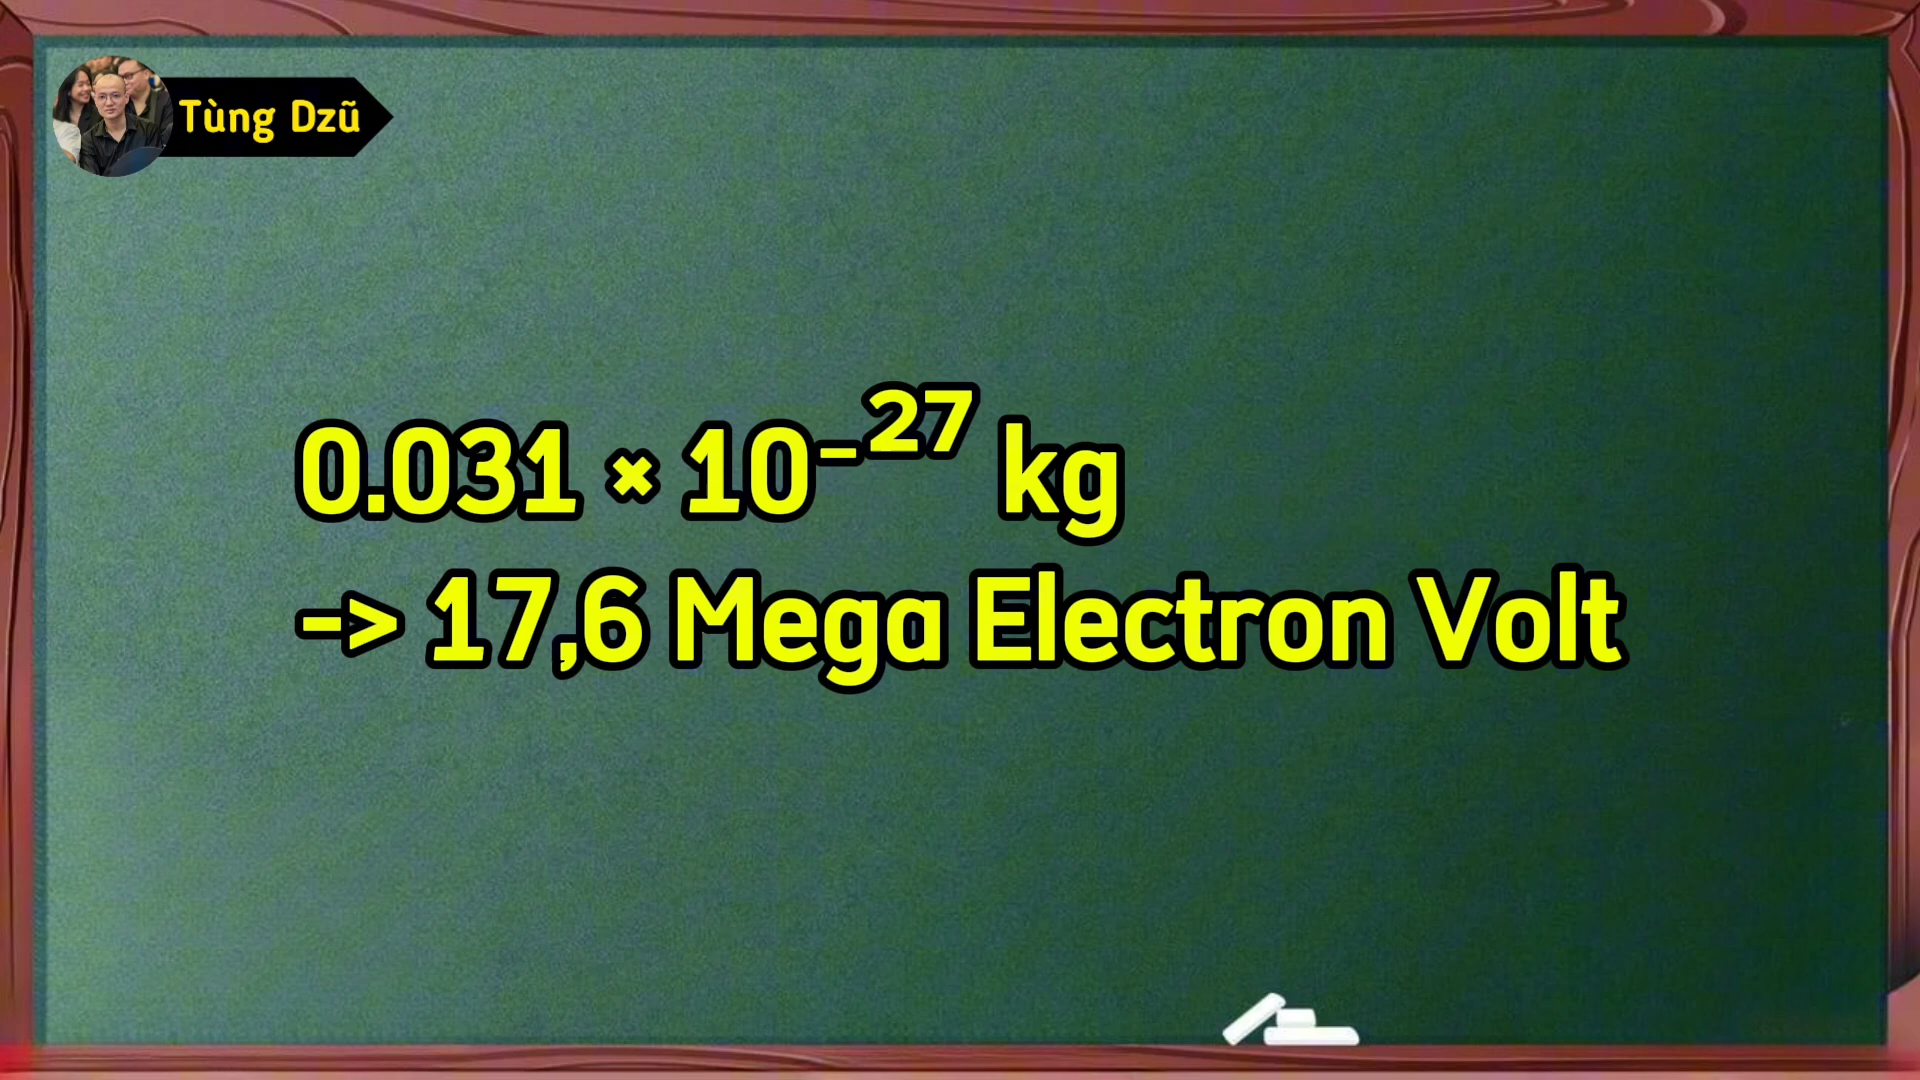 Tùng Dzũ
0.031 × 10⁻²⁷ kg
-> 17,6 Mega Electron Volt